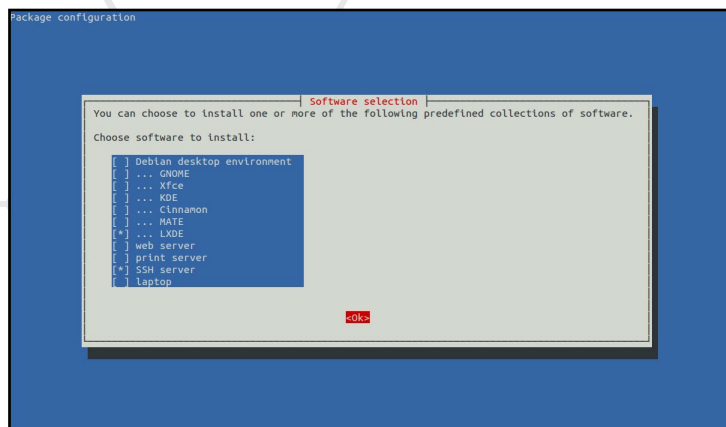 Package configuration
Software selection
You can choose to install one or more of the following predefined collections of software.
Choose software to install:
[ ] Debian desktop environment
[ ] ... GNOME
[ ] ... Xfce
[ ] ... KDE
[ ] ... Cinnamon
[ ] ... MATE
[*] ... LXDE
[ ] web server
[ ] print server
[*] SSH server
[ ] laptop
<Ok>